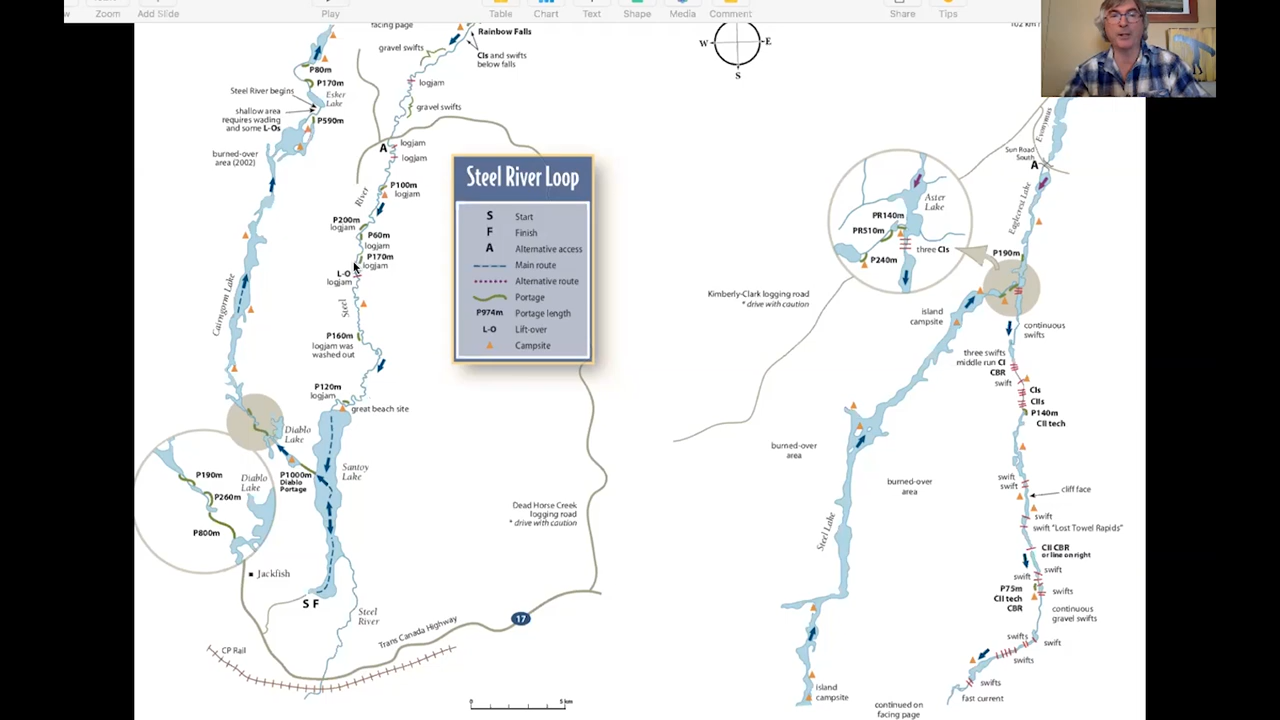 Zoom
Add Slide
Play
Table
Chart
Text
Shape
Media
Comment
Share
Tips
facing page
Rainbow Falls
gravel swifts
CIs and swifts
below falls
P80m
P170m
logjam
Steel River begins
Esker
Lake
gravel swifts
shallow area
requires wading
and some L-Os
P590m
A
logjam
logjam
burned-over
area (2002)
P100m
logjam
River
P200m
logjam
P60m
logjam
P170m
logjam
L-O
logjam
Steel
Cairngorm Lake
P160m
logjam was
washed out
P120m
logjam
great beach site
Diablo
Lake
P190m
P260m
P800m
Diablo
Lake
P1000m
Diablo
Portage
Santoy
Lake
Jackfish
S F
Steel
River
CP Rail
Trans Canada Highway
17
Dead Horse Creek
logging road
* drive with caution
0
5 km
Steel River Loop
S Start
F Finish
A Alternative access
Main route
Alternative route
Portage
P974m Portage length
L-O Lift-over
Campsite
W
E
S
Evonymus
Sun Road
South
A
Eaglecrest Lake
Aster
Lake
PR140m
PR510m
three CIs
P240m
P190m
Kimberly-Clark logging road
* drive with caution
island
campsite
continuous
swifts
three swifts
middle run CI
CBR
swift
CIs
CIIs
P140m
CII tech
burned-over
area
burned-over
area
swift
swift
cliff face
swift
swift "Lost Towel Rapids"
Steel Lake
CII CBR
or line on right
swift
swift
P75m
CII tech
CBR
swifts
continuous
gravel swifts
swifts
swift
swifts
swifts
fast current
island
campsite
continued on
facing page